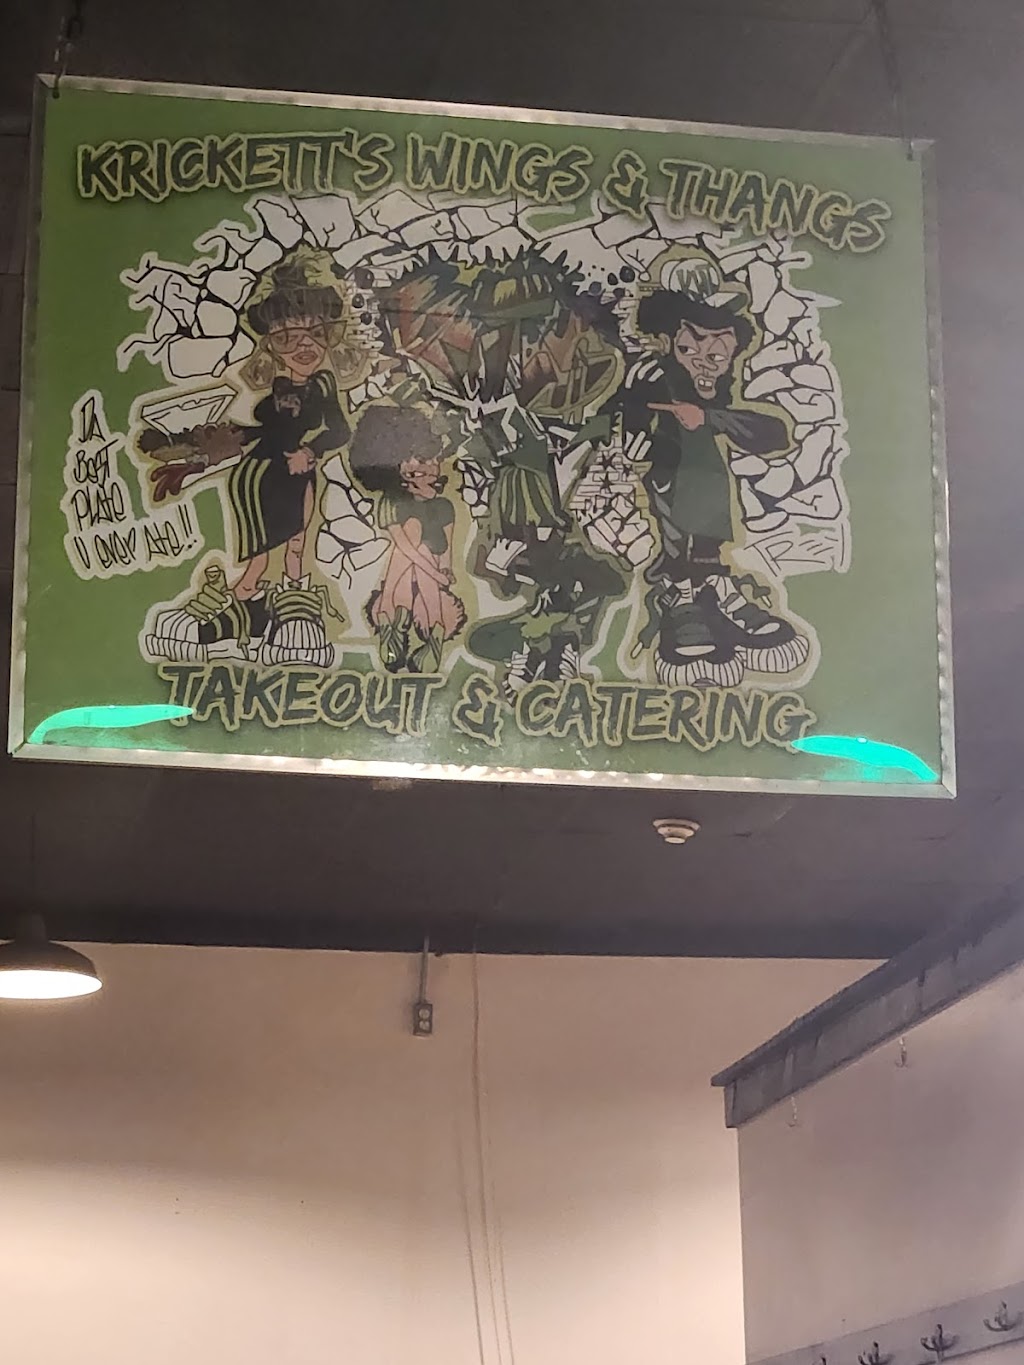 KRICKETT'S WINGS & THANGS
DA
BEST
PLATE
U EVER ATE!!
TAKEOUT & CATERING